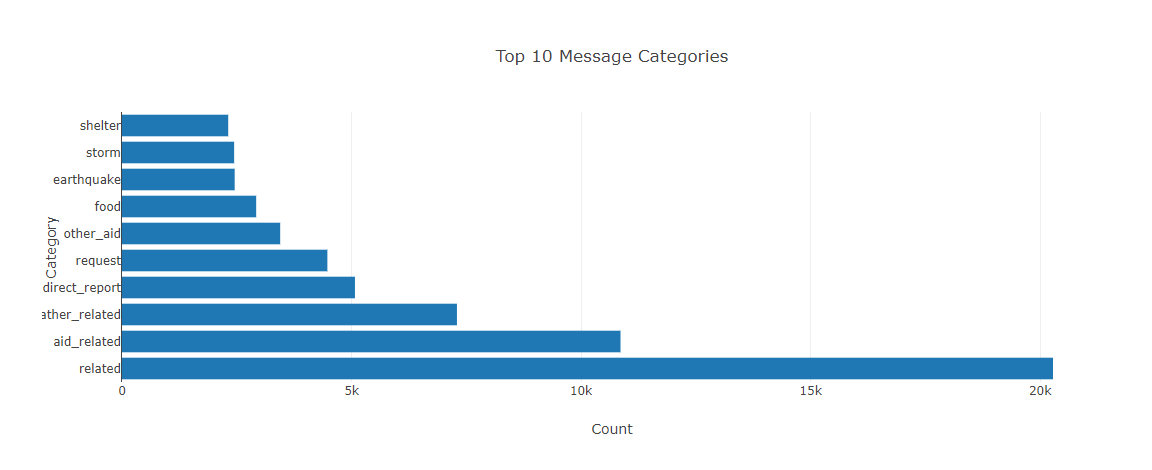 Top 10 Message Categories
shelter
storm
earthquake
food
other_aid
request
direct_report
ather_related
aid_related
related
Category
0 5k 10k 15k 20k
Count